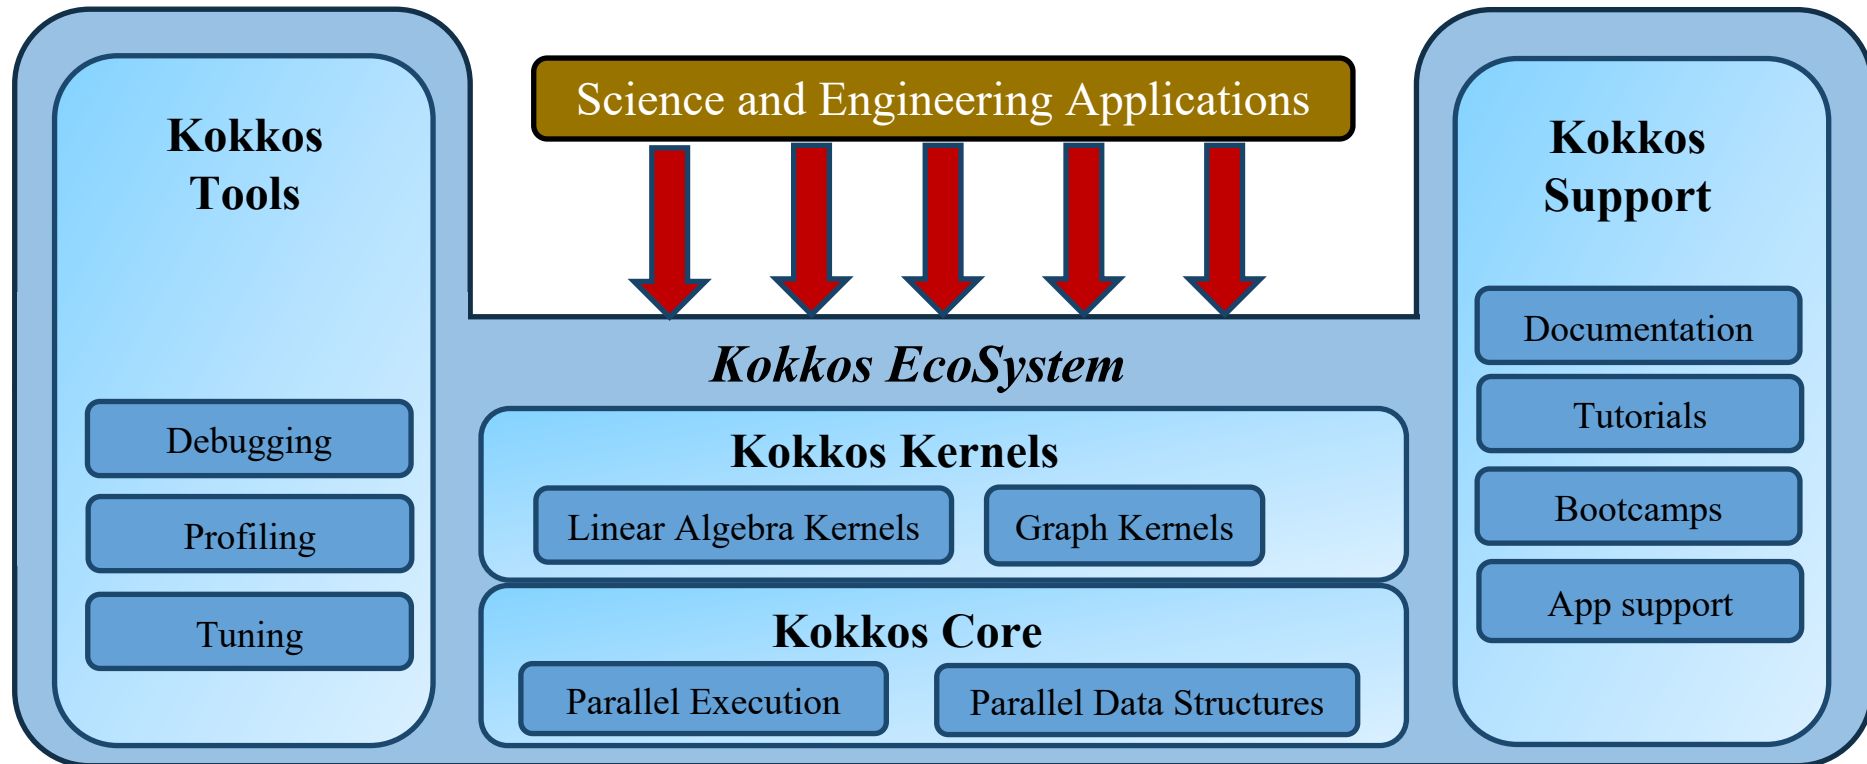 Kokkos
Tools
Debugging
Profiling
Tuning
Science and Engineering Applications
Kokkos EcoSystem
Kokkos Kernels
Linear Algebra Kernels
Graph Kernels
Kokkos Core
Parallel Execution
Parallel Data Structures
Kokkos
Support
Documentation
Tutorials
Bootcamps
App support